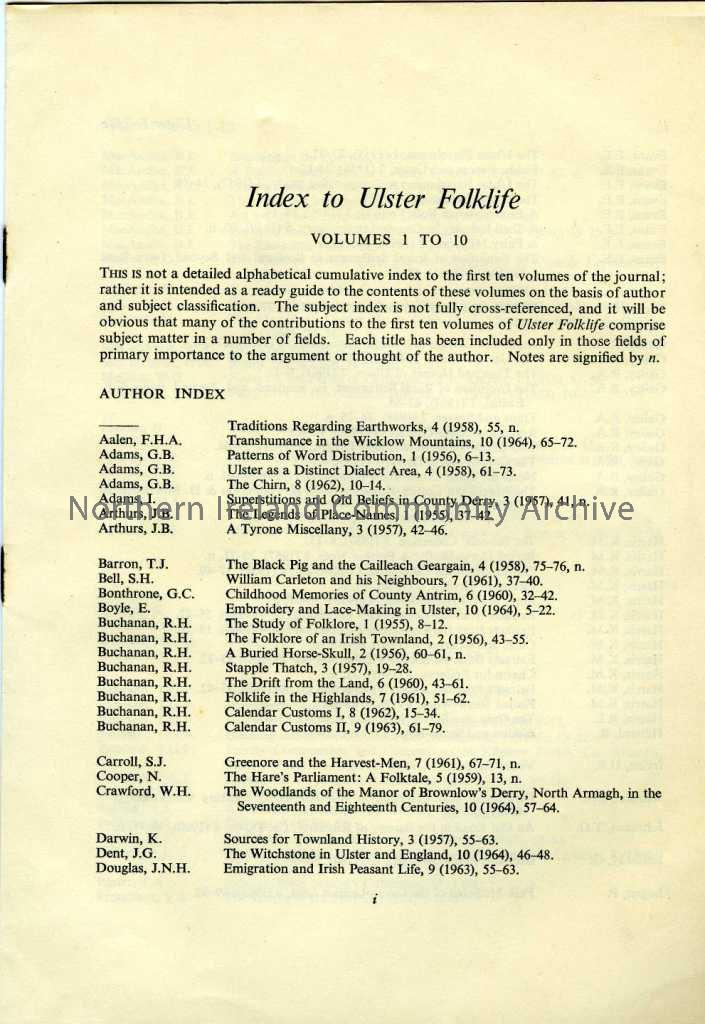 Index to Ulster Folklife
VOLUMES 1 TO 10
THIS IS not a detailed alphabetical cumulative index to the first ten volumes of the journal;
rather it is intended as a ready guide to the contents of these volumes on the basis of author
and subject classification. The subject index is not fully cross-referenced, and it will be
obvious that many of the contributions to the first ten volumes of Ulster Folklife comprise
subject matter in a number of fields. Each title has been included only in those fields of
primary importance to the argument or thought of the author. Notes are signified by n.
AUTHOR INDEX
——— Traditions Regarding Earthworks, 4 (1958), 55, n.
Aalen, F.H.A. Transhumance in the Wicklow Mountains, 10 (1964), 65-72.
Adams, G.B. Patterns of Word Distribution, 1 (1956), 6-13.
Adams, G.B. Ulster as a Distinct Dialect Area, 4 (1958), 61-73.
Adams, G.B. The Chirn, 8 (1962), 10-14.
Adams, I. Superstitions and Old Beliefs in County Derry, 3 (1957), 41, n.
Northern Ireland Community Archive
Arthurs, J.B. The Legends of Place-Names, 1 (1955), 37-42.
Arthurs, J.B. A Tyrone Miscellany, 3 (1957), 42-46.
Barron, T.J. The Black Pig and the Cailleach Geargain, 4 (1958), 75-76, n.
Bell, S.H. William Carleton and his Neighbours, 7 (1961), 37-40.
Bonthrone, G.C. Childhood Memories of County Antrim, 6 (1960), 32-42.
Boyle, E. Embroidery and Lace-Making in Ulster, 10 (1964), 5-22.
Buchanan, R.H. The Study of Folklore, 1 (1955), 8-12.
Buchanan, R.H. The Folklore of an Irish Townland, 2 (1956), 43-55.
Buchanan, R.H. A Buried Horse-Skull, 2 (1956), 60-61, n.
Buchanan, R.H. Stapple Thatch, 3 (1957), 19-28.
Buchanan, R.H. The Drift from the Land, 6 (1960), 43-61.
Buchanan, R.H. Folklife in the Highlands, 7 (1961), 51-62.
Buchanan, R.H. Calendar Customs I, 8 (1962), 15-34.
Buchanan, R.H. Calendar Customs II, 9 (1963), 61-79.
Carroll, S.J. Greenore and the Harvest-Men, 7 (1961), 67-71, n.
Cooper, N. The Hare's Parliament: A Folktale, 5 (1959), 13, n.
Crawford, W.H. The Woodlands of the Manor of Brownlow's Derry, North Armagh, in the
Seventeenth and Eighteenth Centuries, 10 (1964), 57-64.
Darwin, K. Sources for Townland History, 3 (1957), 55-63.
Dent, J.G. The Witchstone in Ulster and England, 10 (1964), 46-48.
Douglas, J.N.H. Emigration and Irish Peasant Life, 9 (1963), 55-63.
i